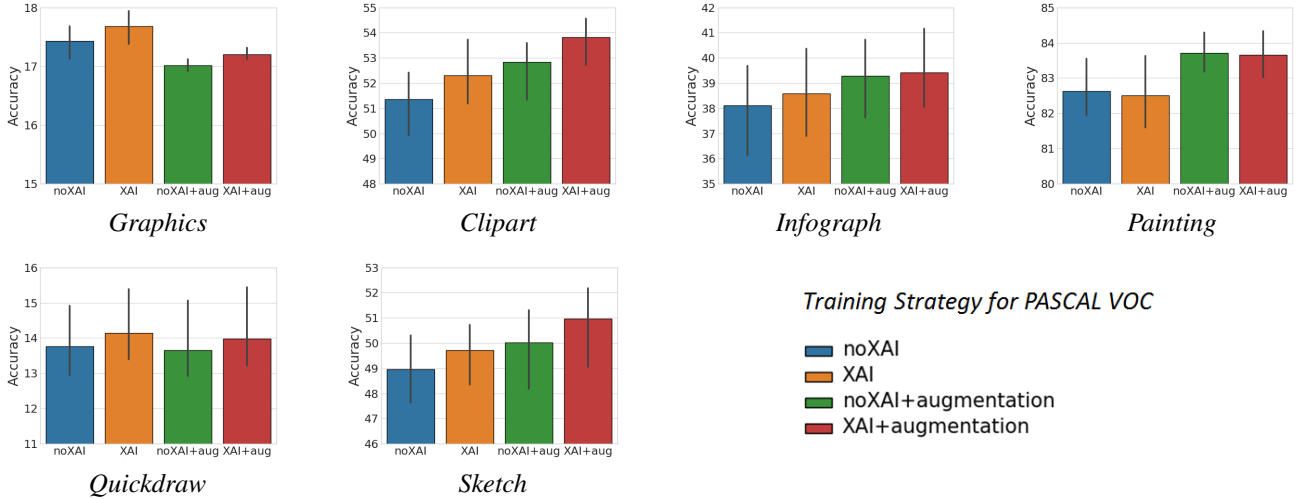 18
17
16
15
Accuracy
noXAI XAI noXAI+aug XAI+aug
Graphics
55
54
53
52
51
50
49
48
Accuracy
noXAI XAI noXAI+aug XAI+aug
Clipart
42
41
40
39
38
37
36
35
Accuracy
noXAI XAI noXAI+aug XAI+aug
Infograph
85
84
83
82
81
80
Accuracy
noXAI XAI noXAI+aug XAI+aug
Painting
16
15
14
13
12
11
Accuracy
noXAI XAI noXAI+aug XAI+aug
Quickdraw
53
52
51
50
49
48
47
46
Accuracy
noXAI XAI noXAI+aug XAI+aug
Sketch
Training Strategy for PASCAL VOC
noXAI
XAI
noXAI+augmentation
XAI+augmentation